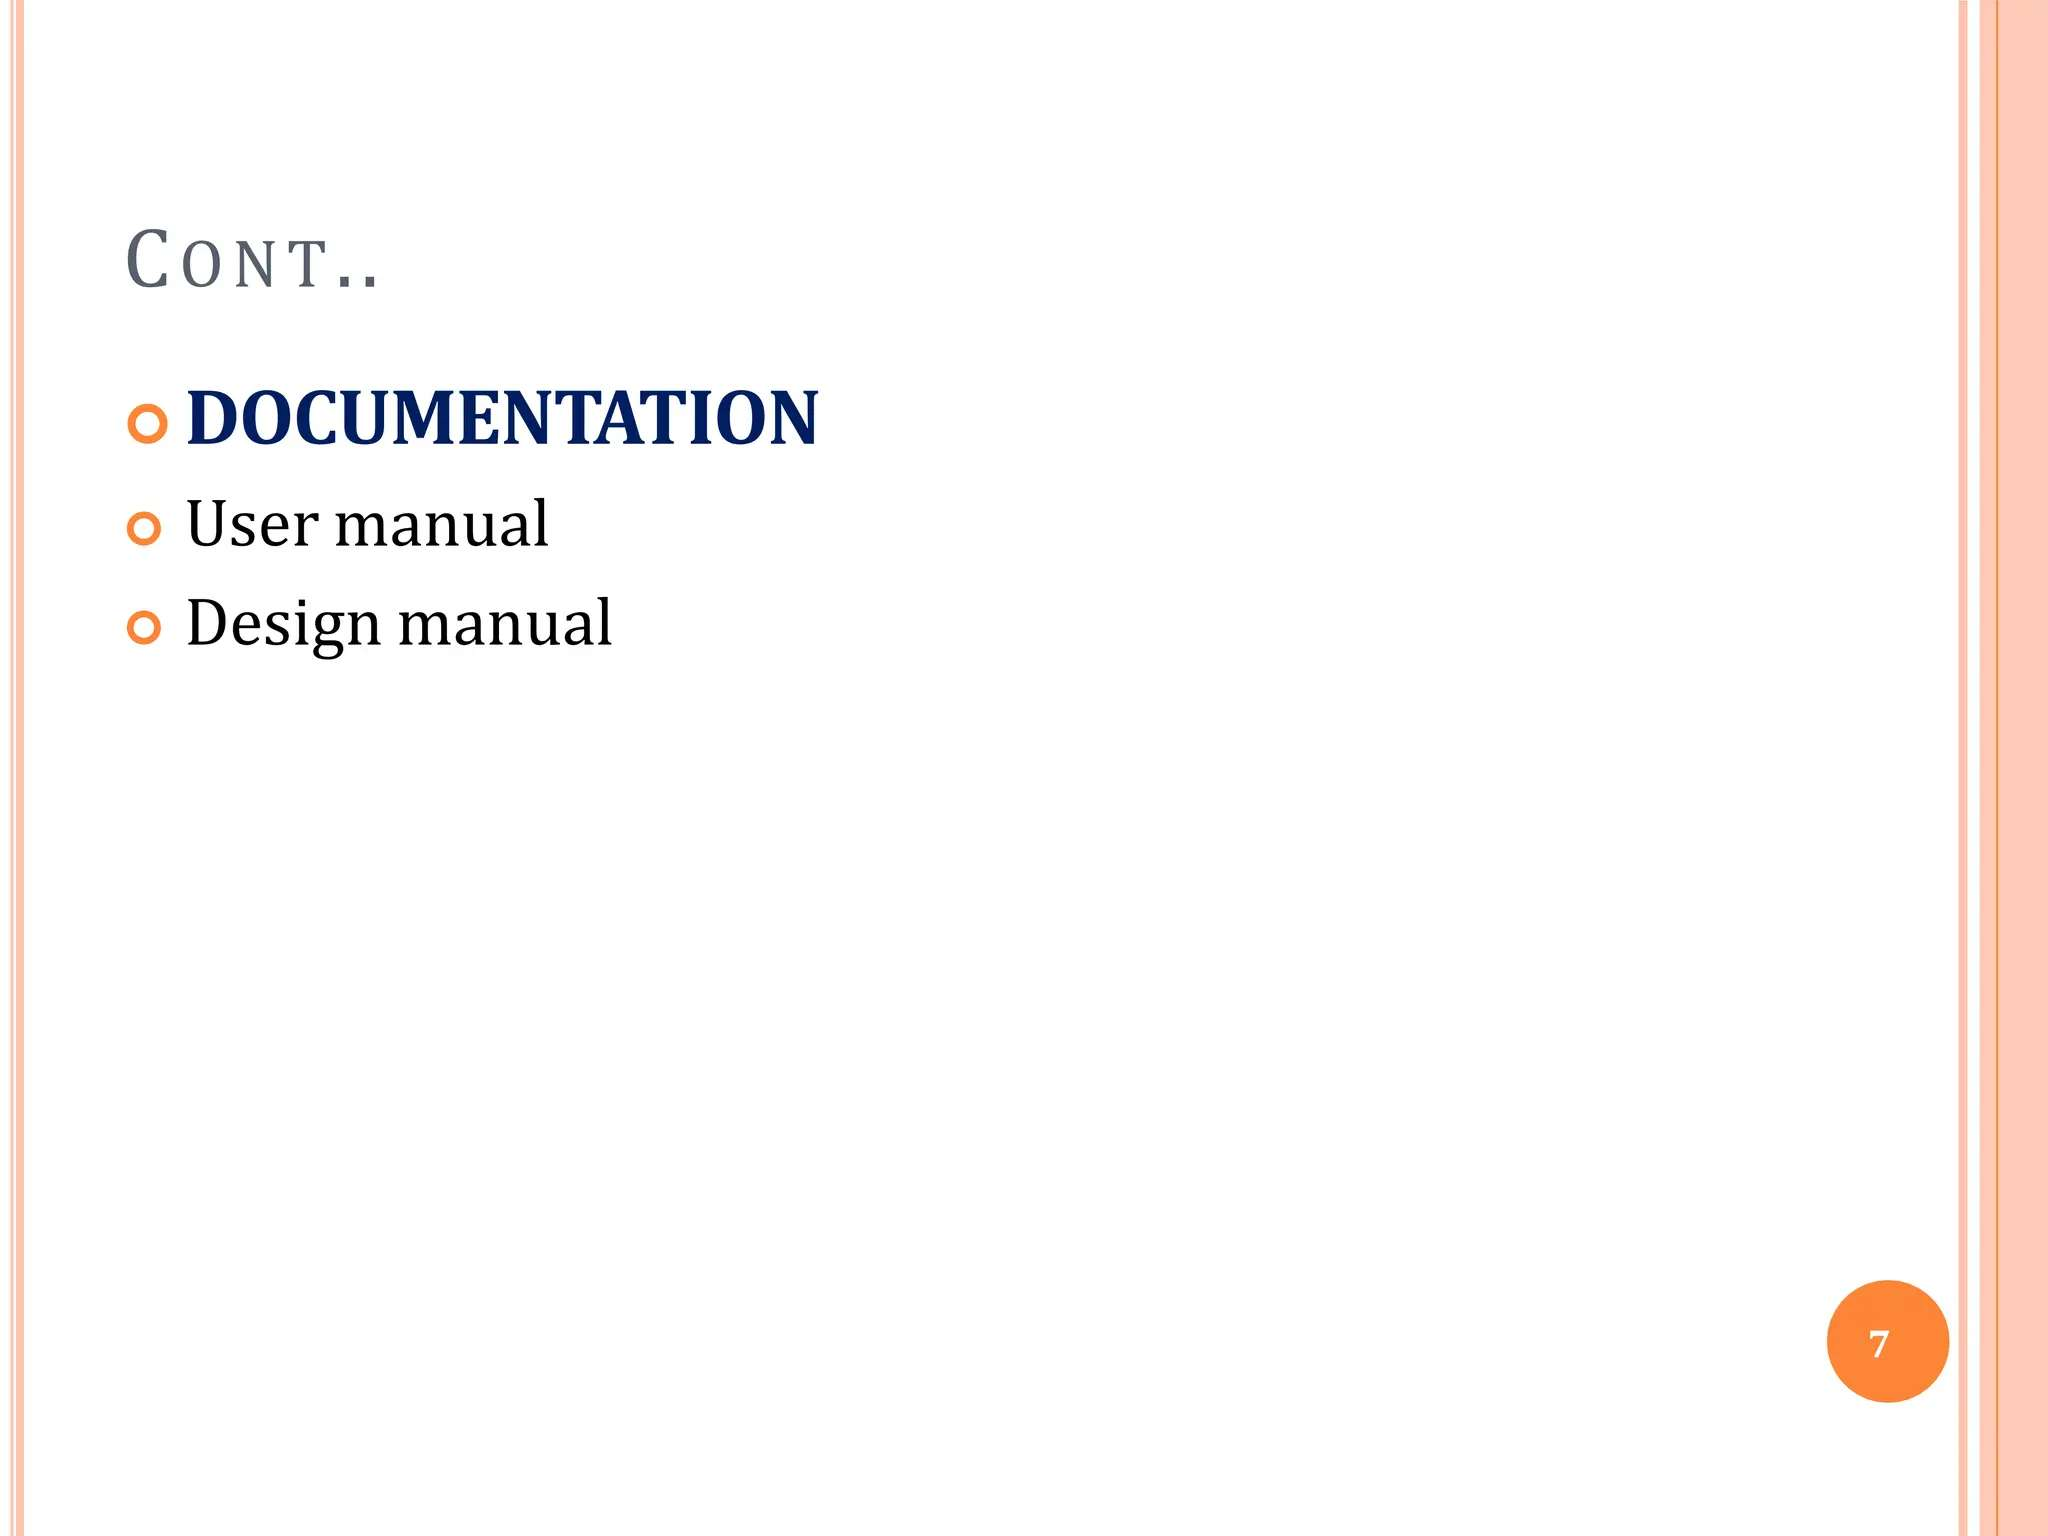 CONT..
DOCUMENTATION
User manual
Design manual
7